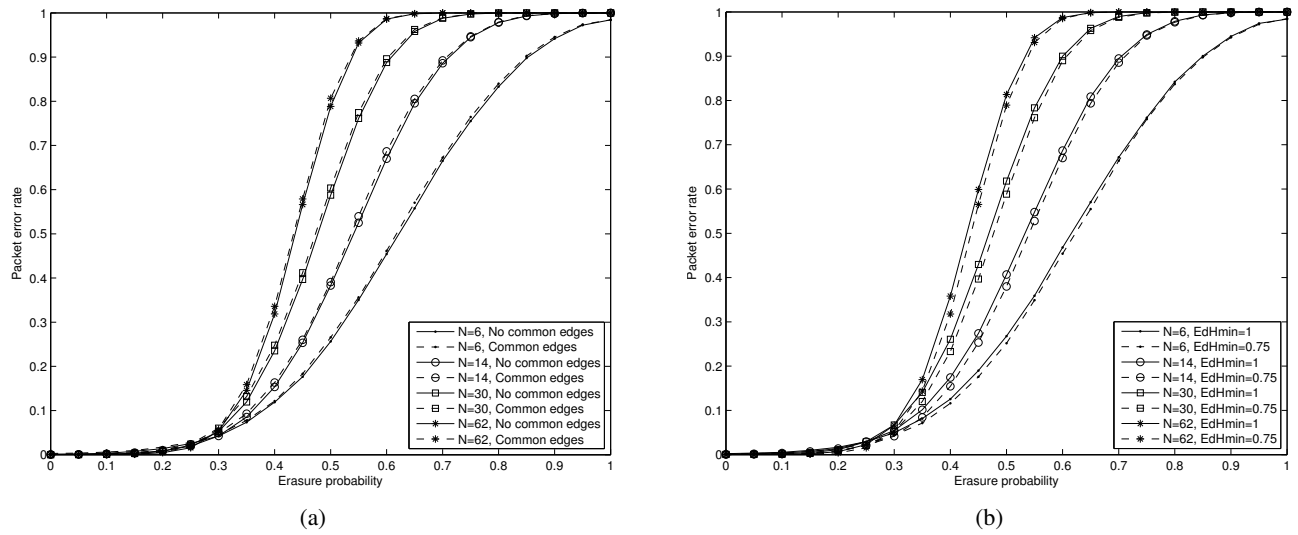 1
0.9
0.8
0.7
0.6
0.5
0.4
0.3
0.2
0.1
0
Packet error rate
0 0.1 0.2 0.3 0.4 0.5 0.6 0.7 0.8 0.9 1
Erasure probability
N=6, No common edges
N=6, Common edges
N=14, No common edges
N=14, Common edges
N=30, No common edges
N=30, Common edges
N=62, No common edges
N=62, Common edges
(a)
1
0.9
0.8
0.7
0.6
0.5
0.4
0.3
0.2
0.1
0
Packet error rate
0 0.1 0.2 0.3 0.4 0.5 0.6 0.7 0.8 0.9 1
Erasure probability
N=6, EdHmin=1
N=6, EdHmin=0.75
N=14, EdHmin=1
N=14, EdHmin=0.75
N=30, EdHmin=1
N=30, EdHmin=0.75
N=62, EdHmin=1
N=62, EdHmin=0.75
(b)